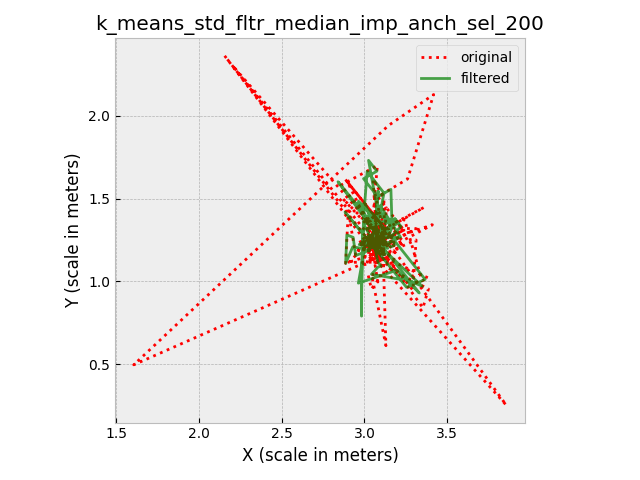 k_means_std_fltr_median_imp_anch_sel_200
original
filtered
2.0
1.5
1.0
0.5
Y (scale in meters)
1.5 2.0 2.5 3.0 3.5
X (scale in meters)